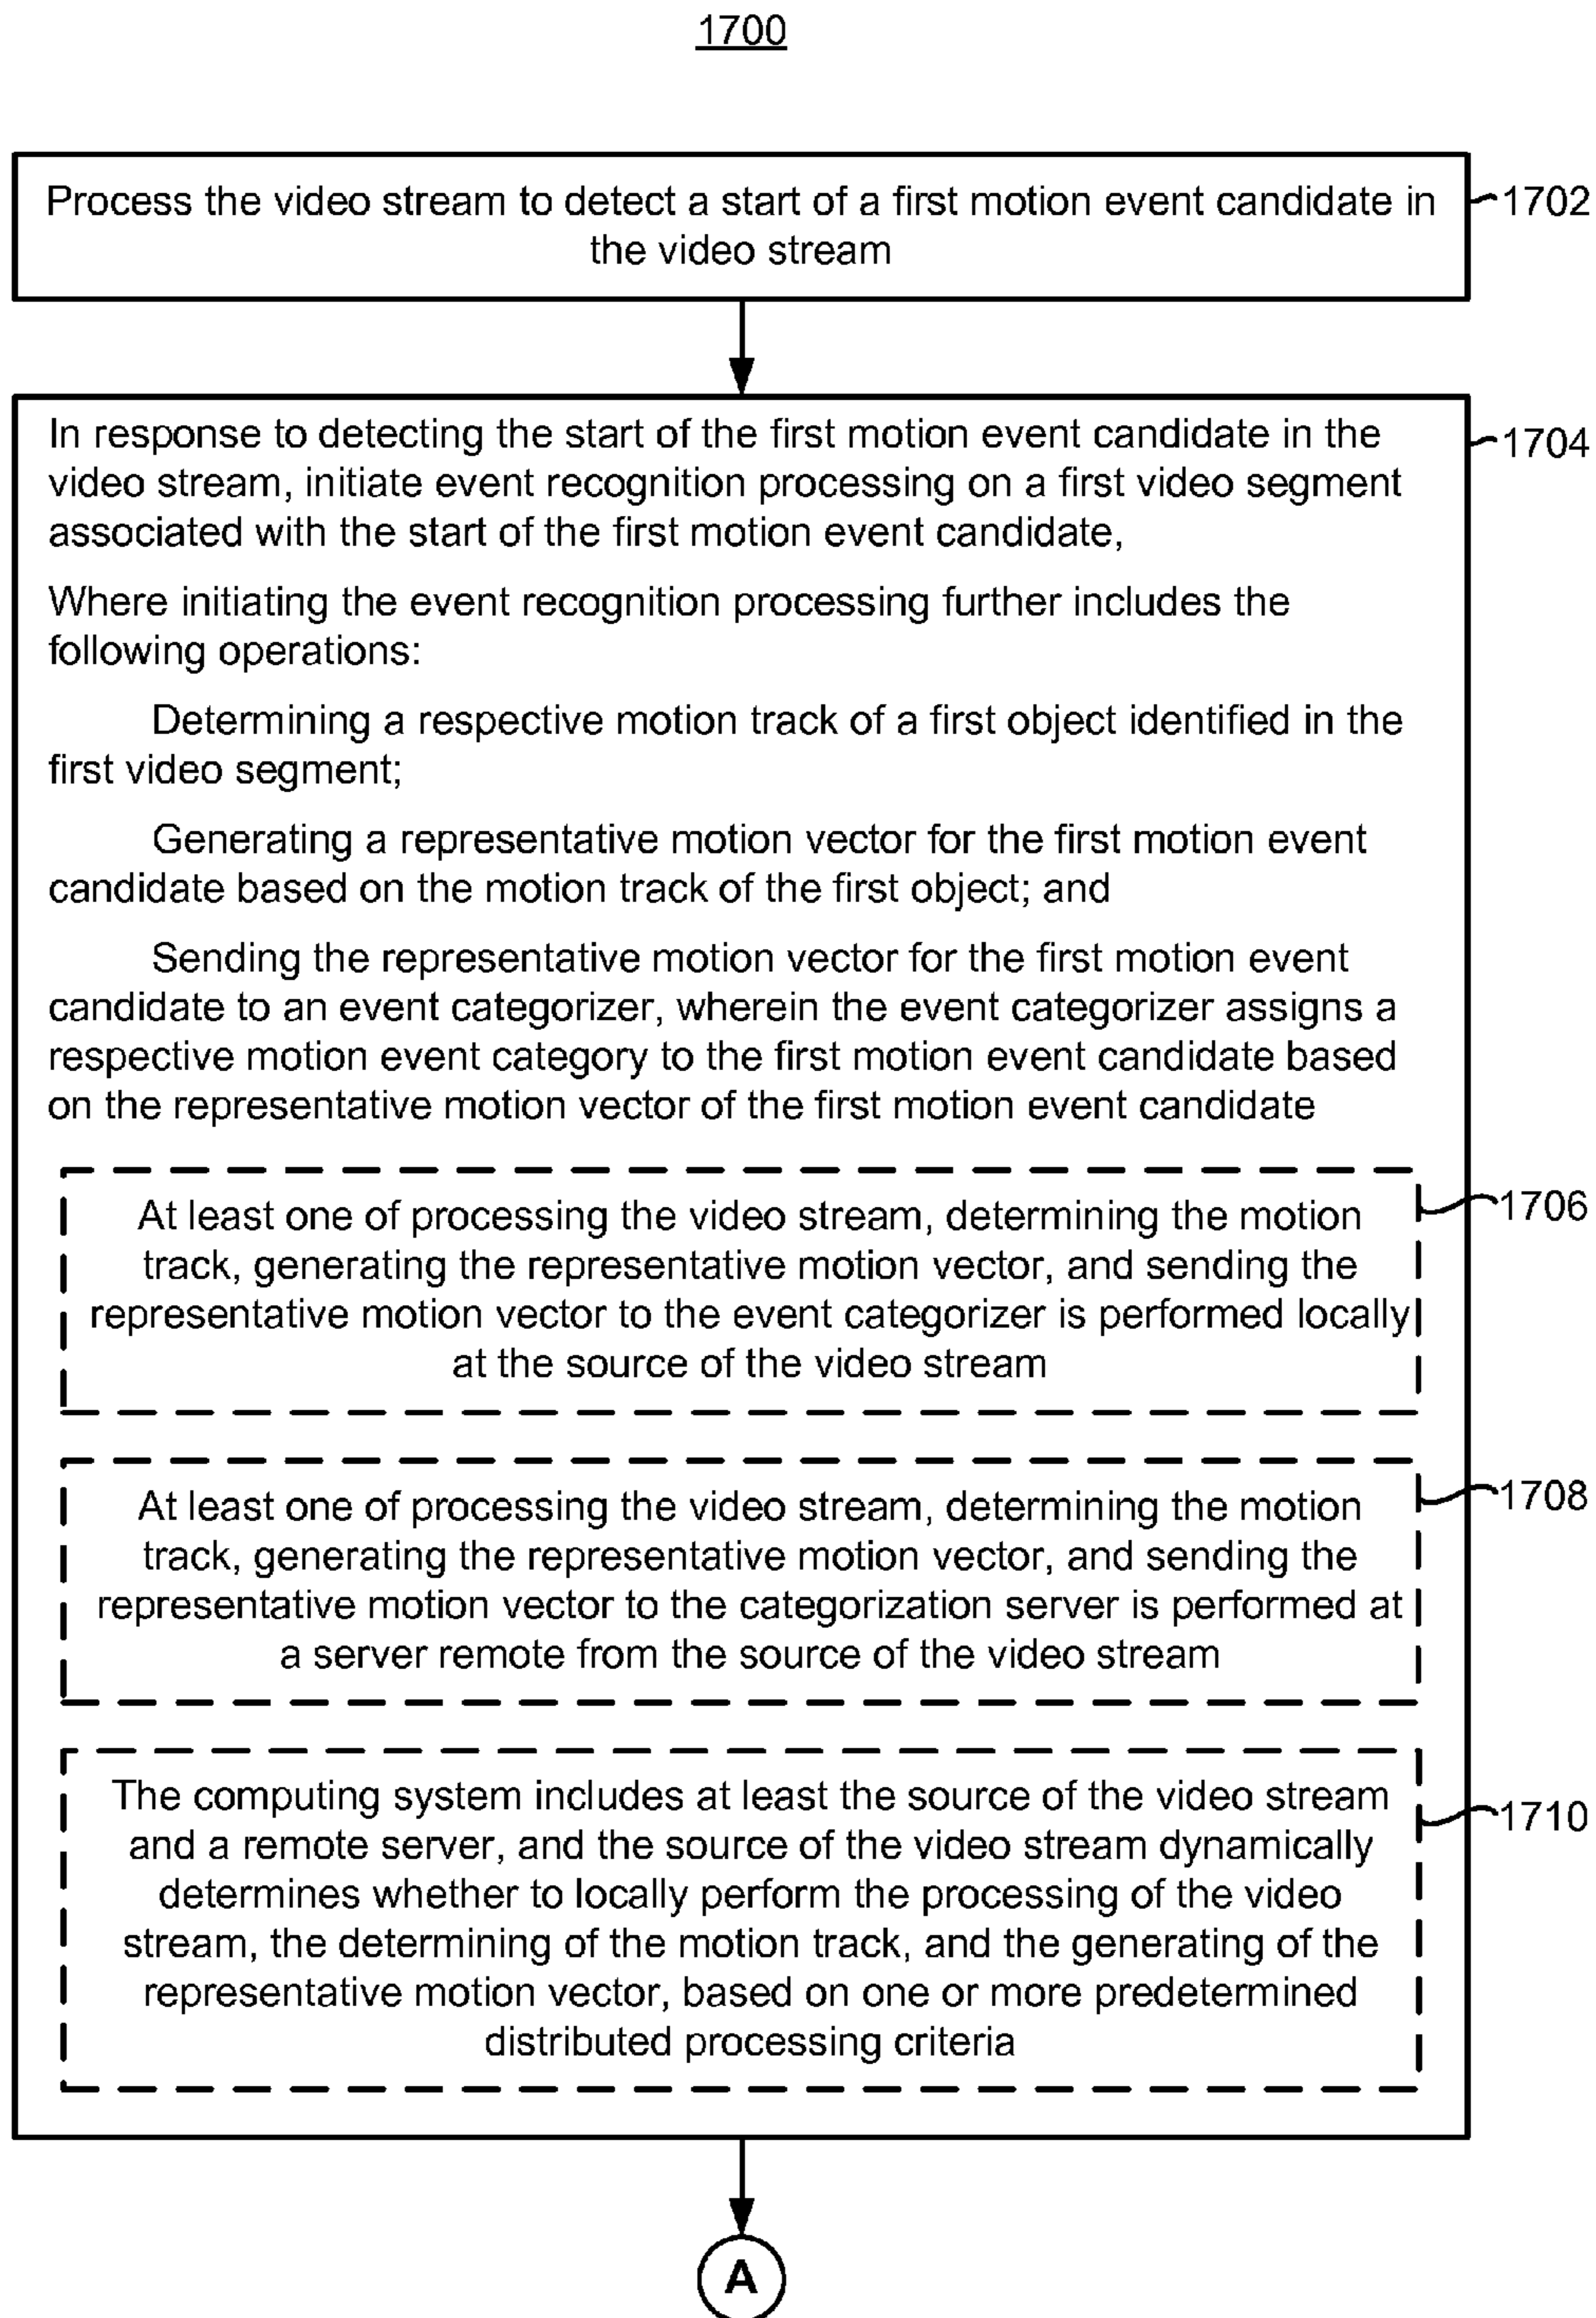 1700
Process the video stream to detect a start of a first motion event candidate in
the video stream
1702
In response to detecting the start of the first motion event candidate in the
video stream, initiate event recognition processing on a first video segment
associated with the start of the first motion event candidate,
1704
Where initiating the event recognition processing further includes the
following operations:
Determining a respective motion track of a first object identified in the
first video segment;
Generating a representative motion vector for the first motion event
candidate based on the motion track of the first object; and
Sending the representative motion vector for the first motion event
candidate to an event categorizer, wherein the event categorizer assigns a
respective motion event category to the first motion event candidate based
on the representative motion vector of the first motion event candidate
At least one of processing the video stream, determining the motion
track, generating the representative motion vector, and sending the
representative motion vector to the event categorizer is performed locally
at the source of the video stream
1706
At least one of processing the video stream, determining the motion
track, generating the representative motion vector, and sending the
representative motion vector to the categorization server is performed at
a server remote from the source of the video stream
1708
The computing system includes at least the source of the video stream
and a remote server, and the source of the video stream dynamically
determines whether to locally perform the processing of the video
stream, the determining of the motion track, and the generating of the
representative motion vector, based on one or more predetermined
distributed processing criteria
1710
A